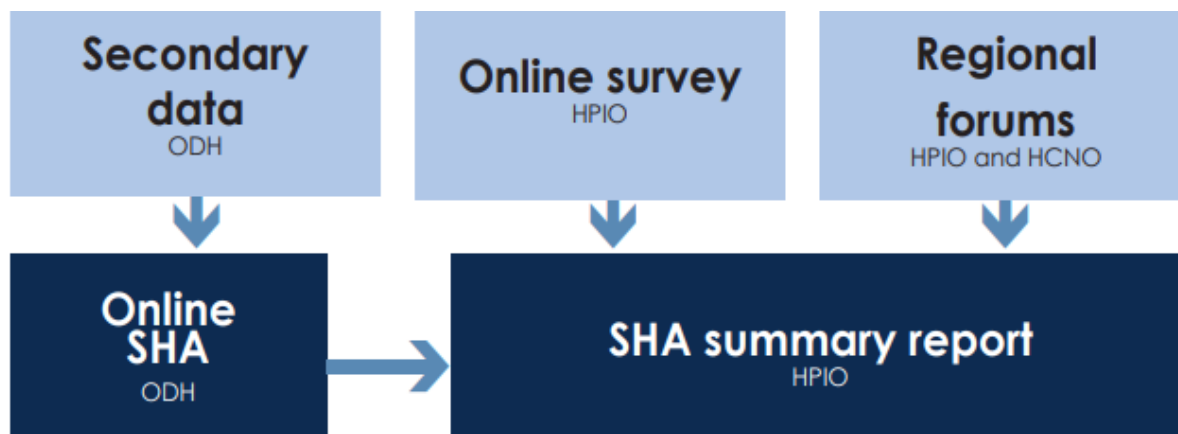 Secondary
data
ODH
Online survey
HPIO
Regional
forums
HPIO and HCNO
Online
SHA
ODH
SHA summary report
HPIO